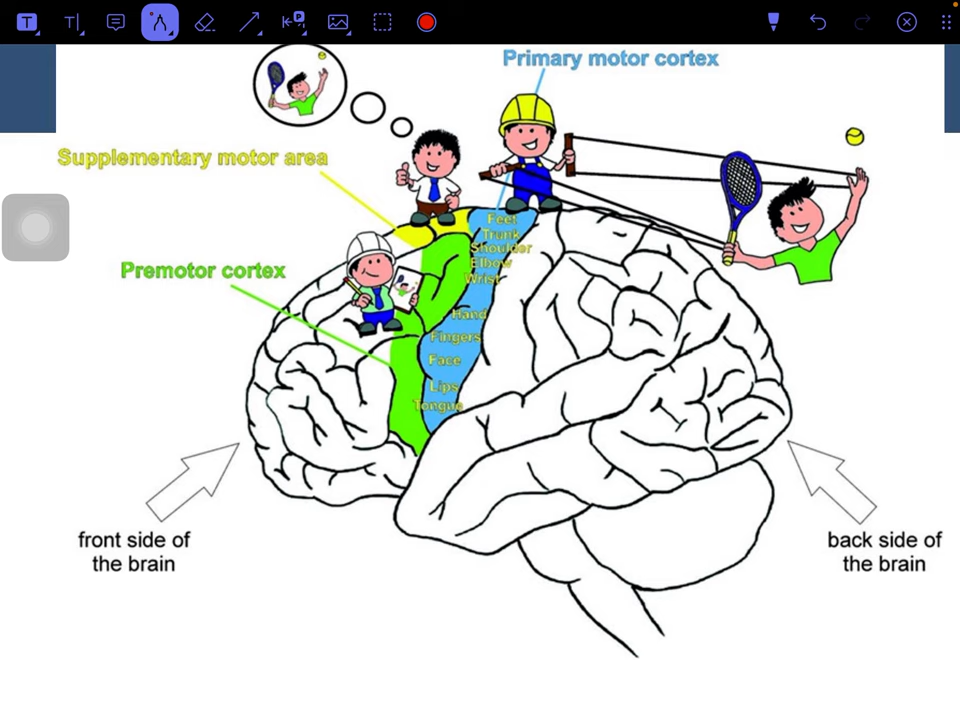 Primary motor cortex
Supplementary motor area
Premotor cortex
Feet
Trunk
Shoulder
Elbow
Wrist
Hand
Fingers
Face
Lips
Tongue
front side of
the brain
back side of
the brain